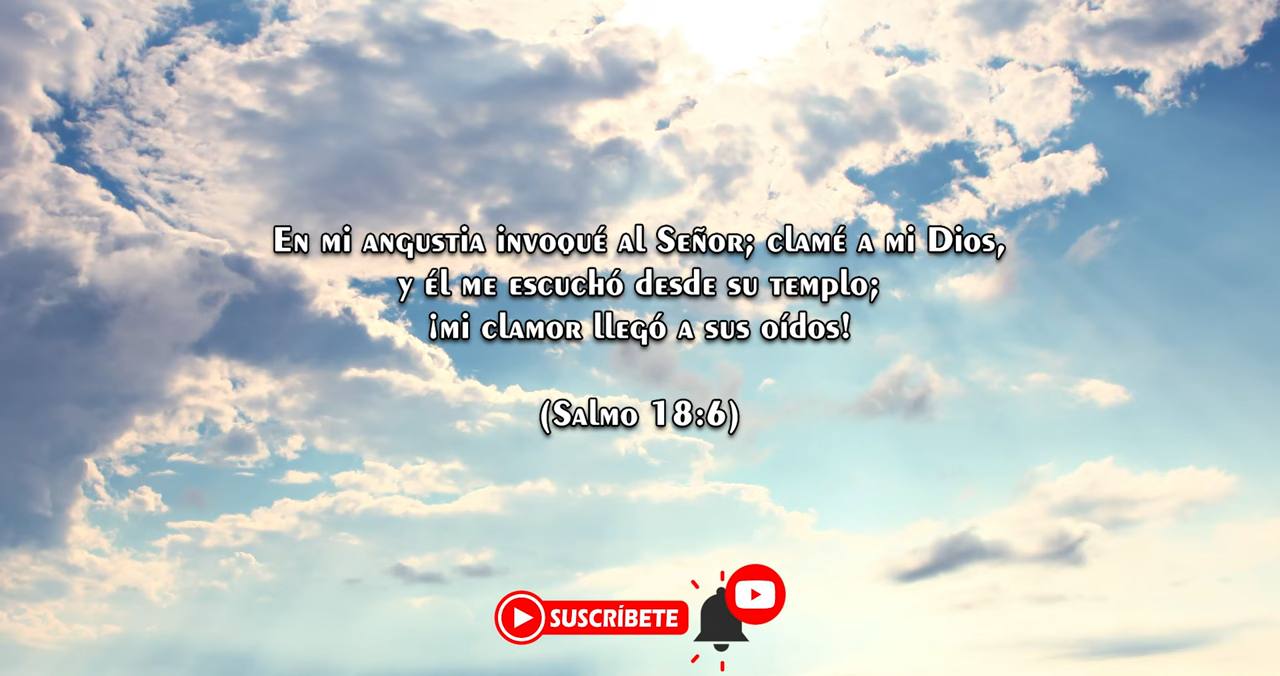 En mi angustia invoqué al Señor; clamé a mi Dios,
y él me escuchó desde su templo;
¡mi clamor llegó a sus oídos!
(Salmo 18:6)
SUSCRÍBETE